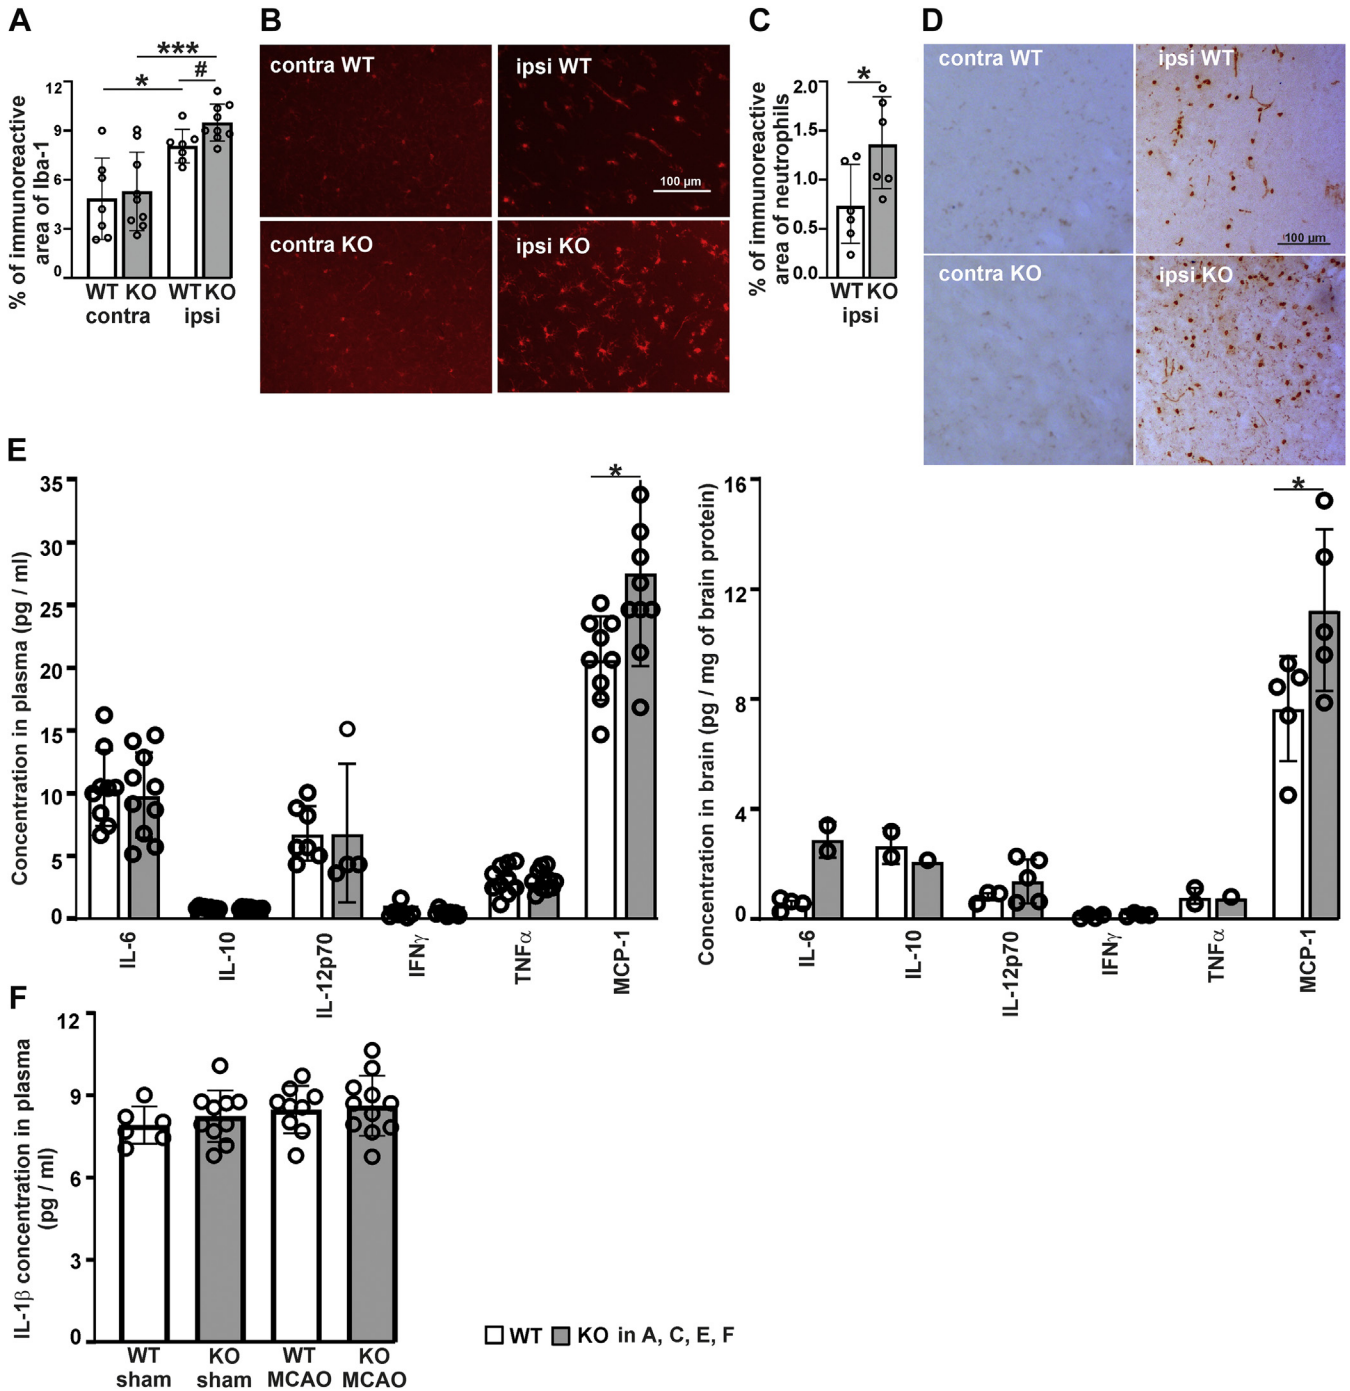 A
***
#
*
12
9
6
3
0
% of immunoreactive
area of Iba-1
WT KO WT KO
contra ipsi
B
contra WT
ipsi WT
100 µm
contra KO
ipsi KO
C
*
2.0
1.5
1.0
0.5
0.0
% of immunoreactive
area of neutrophils
WT KO
ipsi
D
contra WT
ipsi WT
100 µm
contra KO
ipsi KO
E
35
30
25
20
15
10
5
0
Concentration in plasma (pg / ml)
*
IL-6
IL-10
IL-12p70
IFNγ
TNFα
MCP-1
16
12
8
4
0
Concentration in brain (pg / mg of brain protein)
*
IL-6
IL-10
IL-12p70
IFNγ
TNFα
MCP-1
F
12
9
6
3
0
IL-1β concentration in plasma
(pg / ml)
WT KO WT KO
sham sham MCAO MCAO
WT KO in A, C, E, F